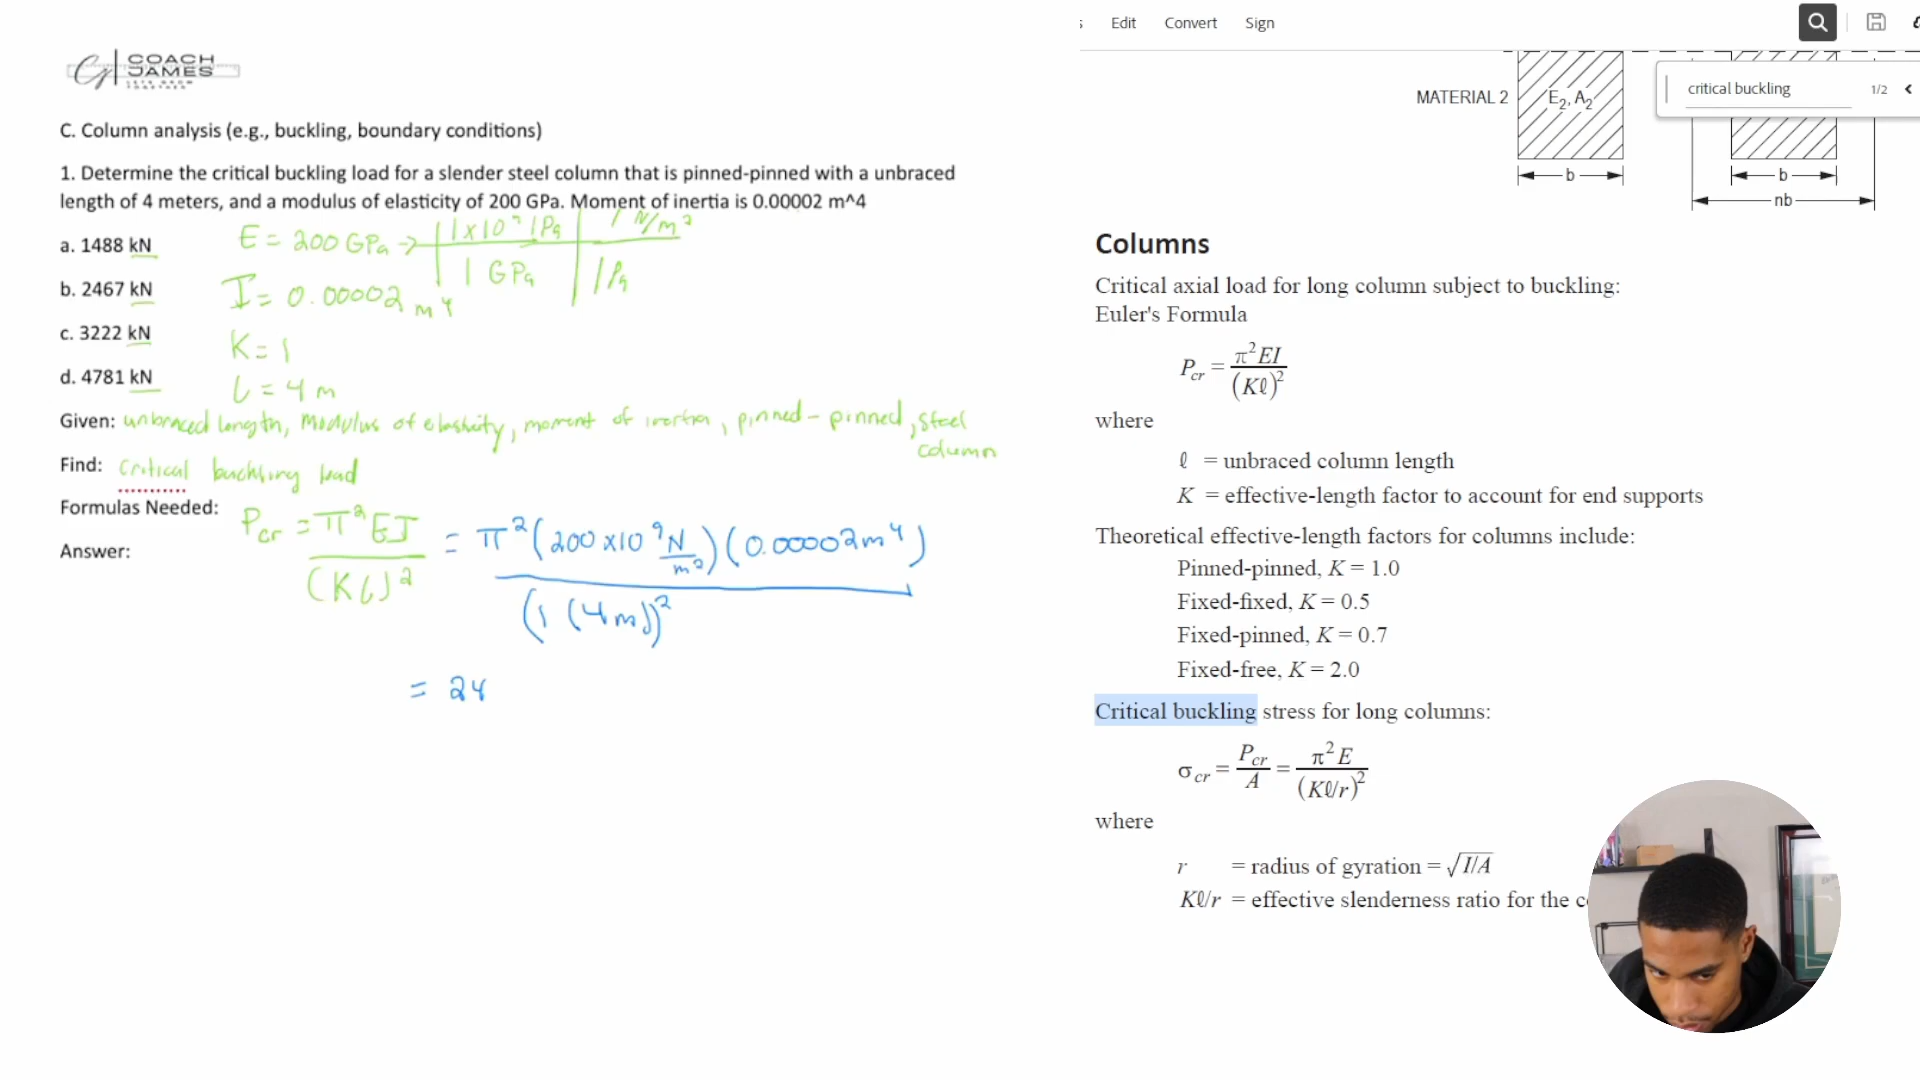 Edit Convert Sign
critical buckling 1/2
COACH
JAMES
C. Column analysis (e.g., buckling, boundary conditions)
1. Determine the critical buckling load for a slender steel column that is pinned-pinned with a unbraced
length of 4 meters, and a modulus of elasticity of 200 GPa. Moment of inertia is 0.00002 m^4
a. 1488 kN
b. 2467 kN
c. 3222 kN
d. 4781 kN
E = 200 GPa → 1x10⁹ Pa 1 N/m²
1 GPa 1 Pa
I = 0.00002 m⁴
K = 1
l = 4 m
Given: unbraced length, modulus of elasticity, moment of inertia, pinned-pinned, steel
column
Find: critical buckling load
Formulas Needed: Pcr = π²EI / (Kl)² = π²(200x10⁹ N/m²)(0.00002m⁴) / (1(4m))²
Answer:
= 24
MATERIAL 2 E₂, A₂
b b
nb
Columns
Critical axial load for long column subject to buckling:
Euler's Formula
Pcr = π²EI / (Kℓ)²
where
ℓ = unbraced column length
K = effective-length factor to account for end supports
Theoretical effective-length factors for columns include:
Pinned-pinned, K = 1.0
Fixed-fixed, K = 0.5
Fixed-pinned, K = 0.7
Fixed-free, K = 2.0
Critical buckling stress for long columns:
σcr = Pcr / A = π²E / (Kℓ/r)²
where
r = radius of gyration = √I/A
Kℓ/r = effective slenderness ratio for the